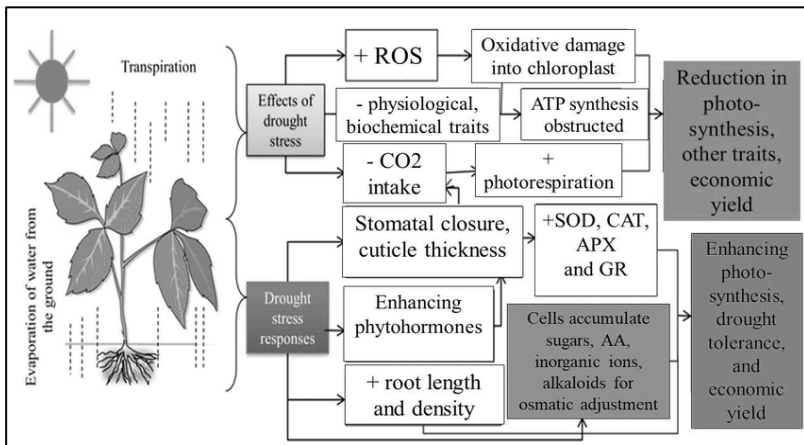 Transpiration
Evaporation of water from
the ground
Effects of
drought
stress
+ ROS
Oxidative damage
into chloroplast
- physiological,
biochemical traits
ATP synthesis
obstructed
- CO2
intake
+
photorespiration
Reduction in
photo-
synthesis,
other traits,
economic
yield
Drought
stress
responses
Stomatal closure,
cuticle thickness
+SOD, CAT,
APX
and GR
Enhancing
phytohormones
+ root length
and density
Cells accumulate
sugars, AA,
inorganic ions,
alkaloids for
osmatic adjustment
Enhancing
photo-
synthesis,
drought
tolerance,
and
economic
yield